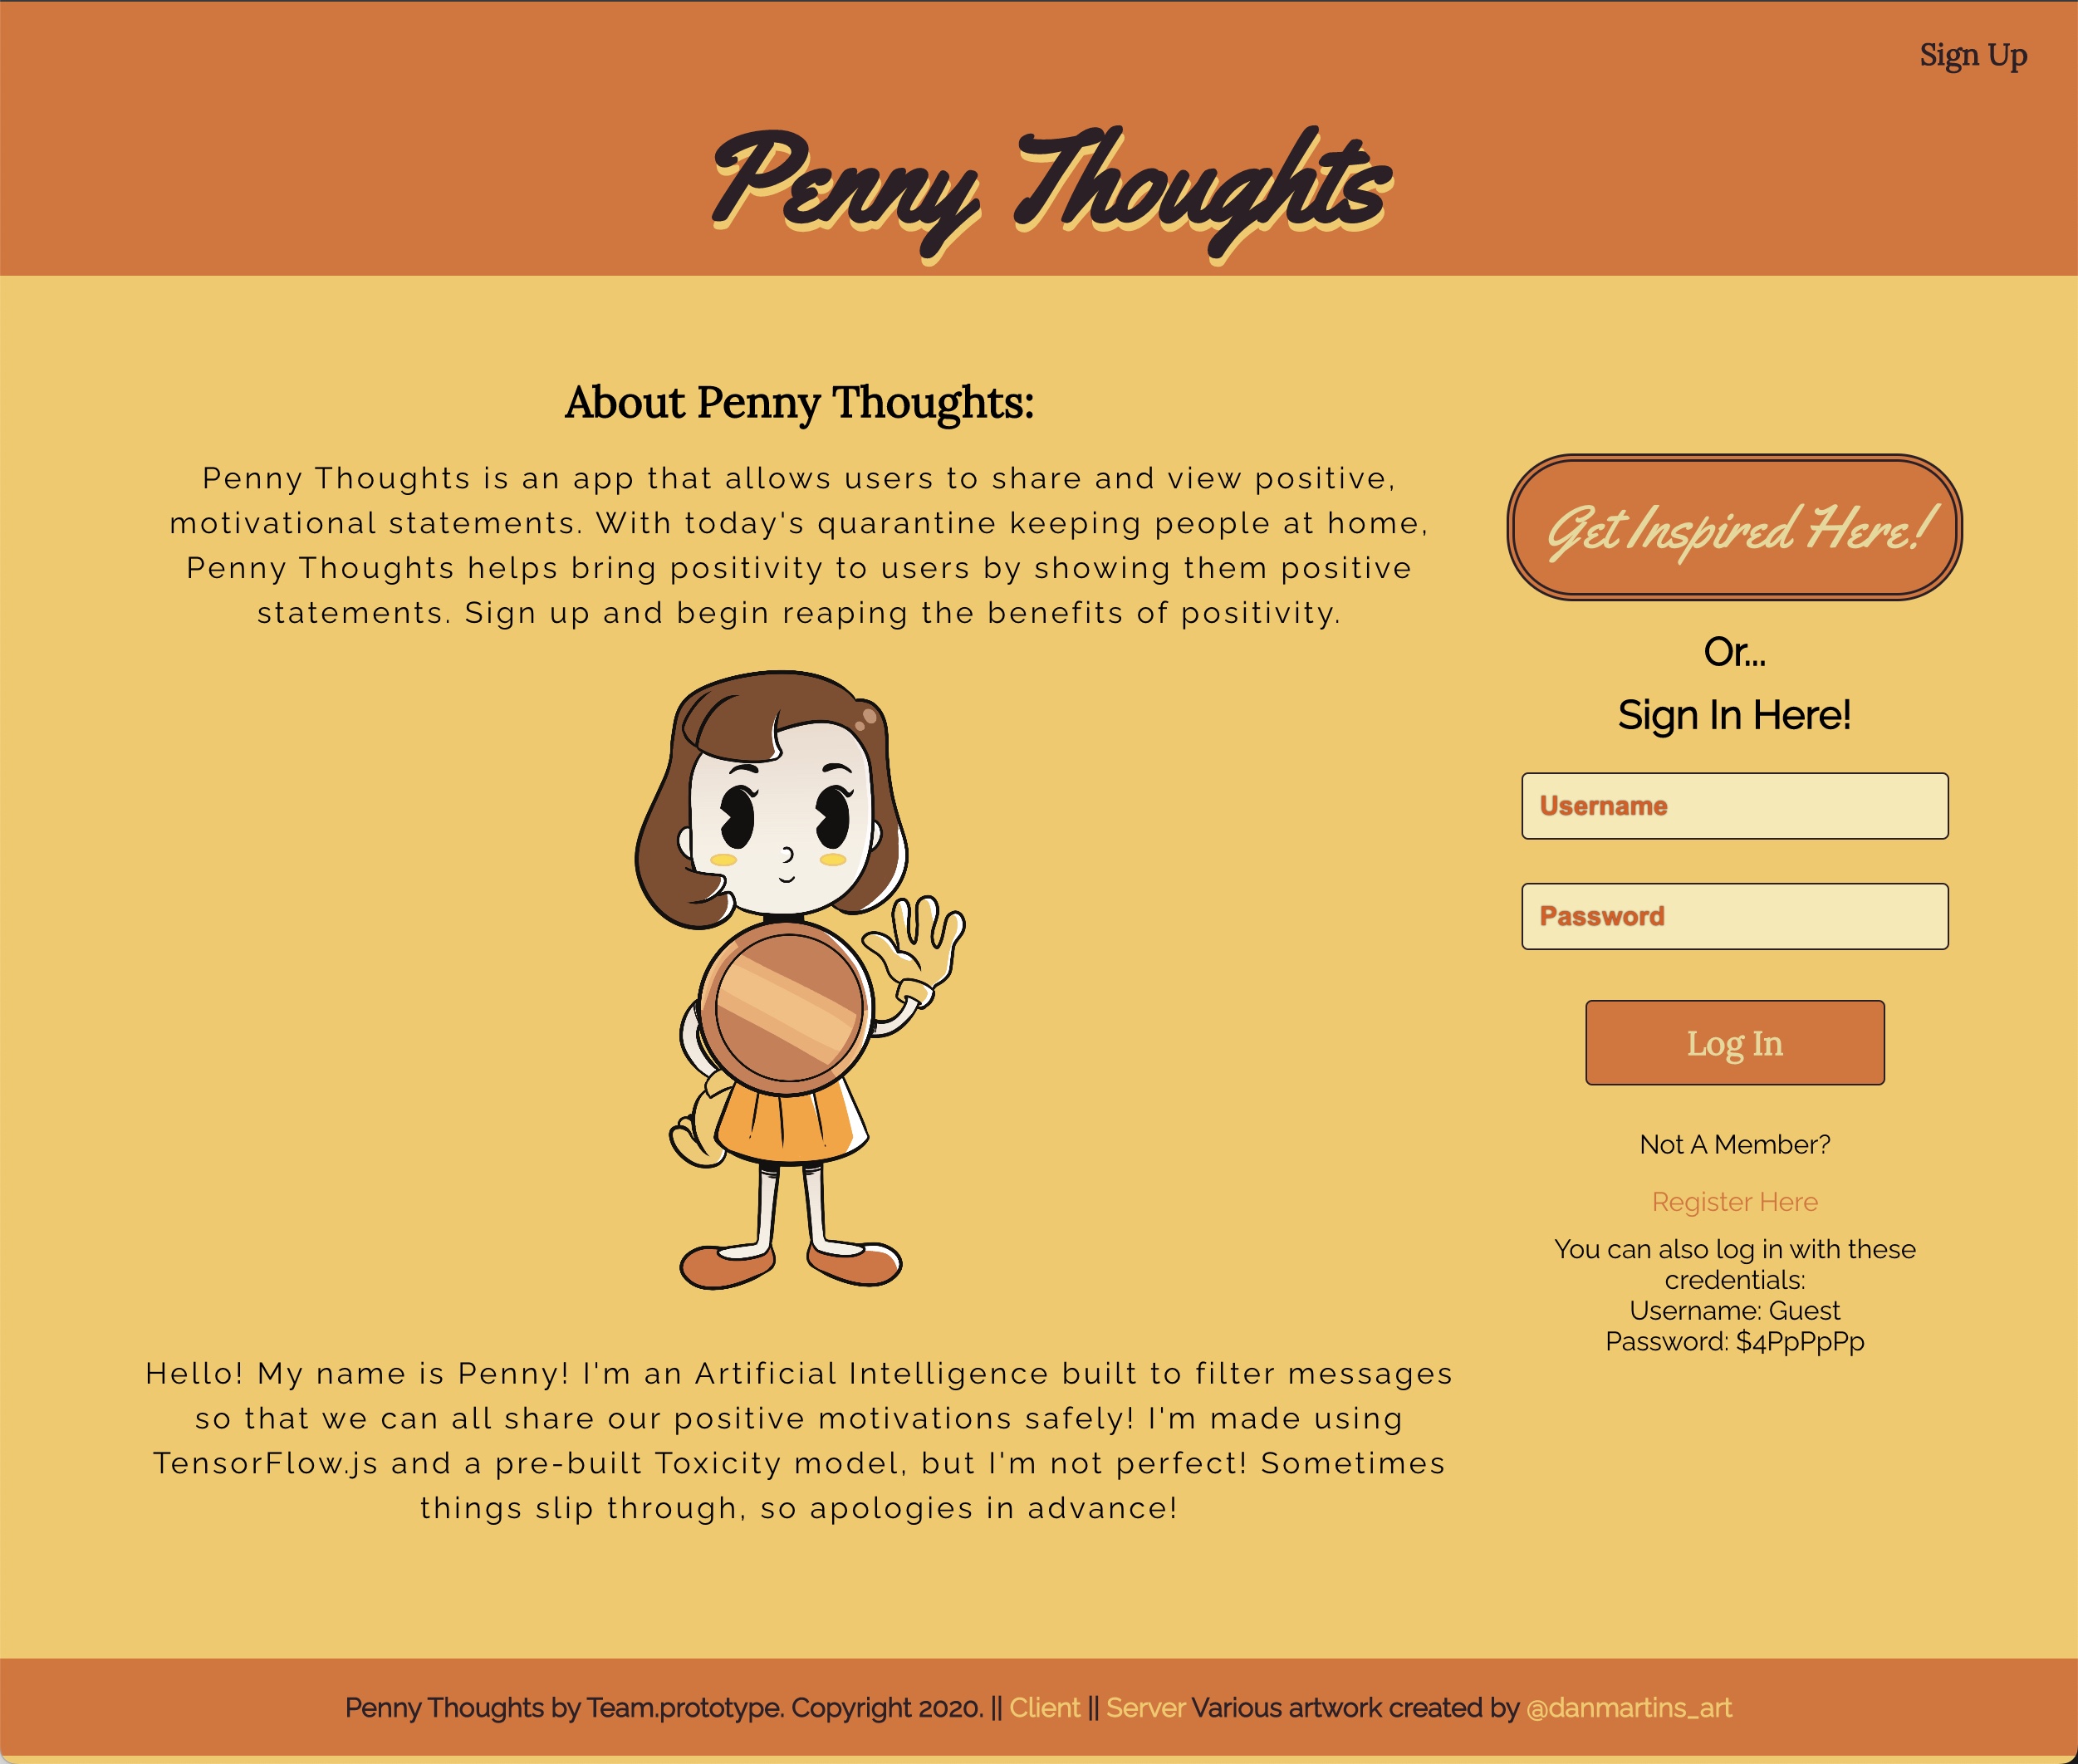 Sign Up
Penny Thoughts
About Penny Thoughts:
Penny Thoughts is an app that allows users to share and view positive,
motivational statements. With today's quarantine keeping people at home,
Penny Thoughts helps bring positivity to users by showing them positive
statements. Sign up and begin reaping the benefits of positivity.
Hello! My name is Penny! I'm an Artificial Intelligence built to filter messages
so that we can all share our positive motivations safely! I'm made using
TensorFlow.js and a pre-built Toxicity model, but I'm not perfect! Sometimes
things slip through, so apologies in advance!
Get Inspired Here!
Or...
Sign In Here!
Username
Password
Log In
Not A Member?
Register Here
You can also log in with these
credentials:
Username: Guest
Password: $4PpPpPp
Penny Thoughts by Team.prototype. Copyright 2020. || Client || Server Various artwork created by @danmartins_art